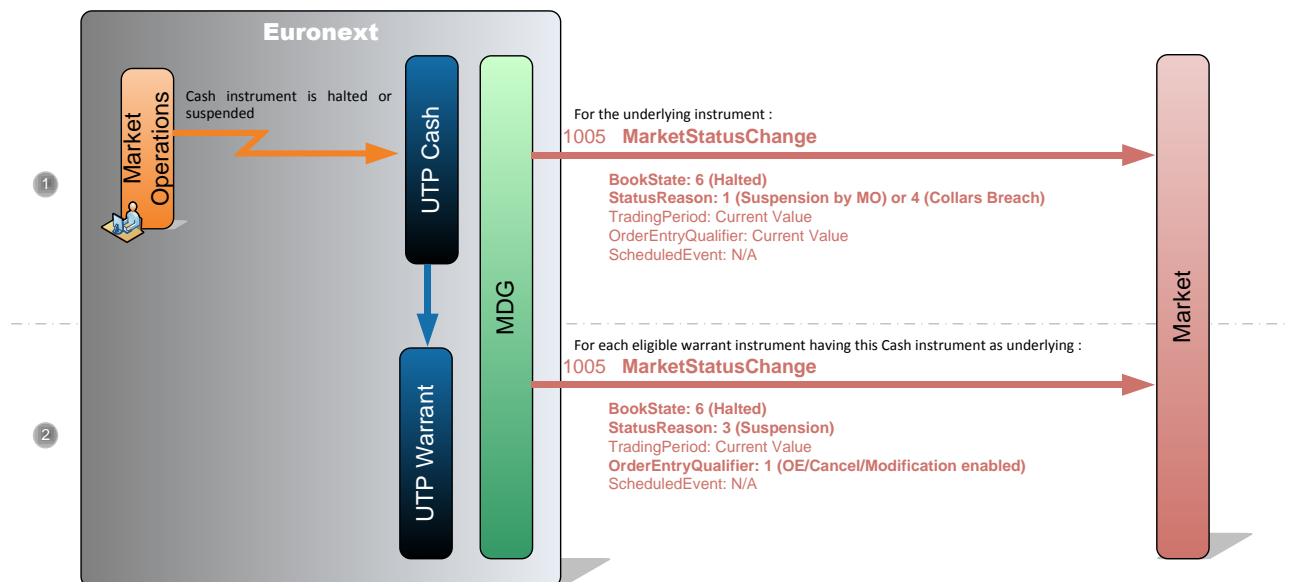 Euronext
Market
Operations
Cash instrument is halted or
suspended
UTP Cash
MDG
For the underlying instrument :
1005 MarketStatusChange
BookState: 6 (Halted)
StatusReason: 1 (Suspension by MO) or 4 (Collars Breach)
TradingPeriod: Current Value
OrderEntryQualifier: Current Value
ScheduledEvent: N/A
Market
1
UTP Warrant
For each eligible warrant instrument having this Cash instrument as underlying :
1005 MarketStatusChange
BookState: 6 (Halted)
StatusReason: 3 (Suspension)
TradingPeriod: Current Value
OrderEntryQualifier: 1 (OE/Cancel/Modification enabled)
ScheduledEvent: N/A
2